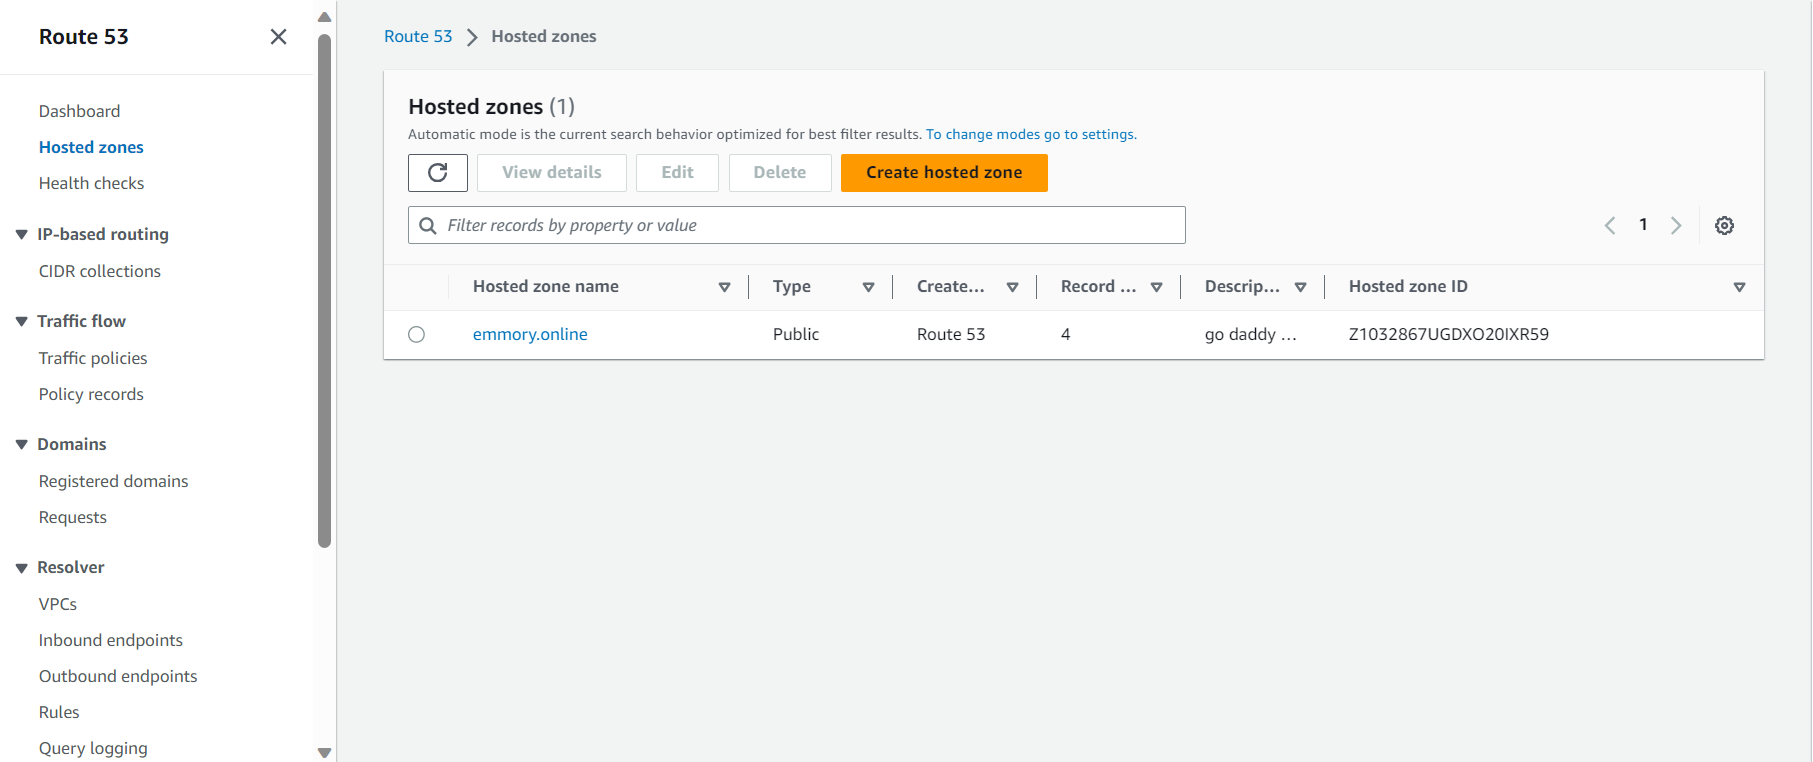 Route 53
Dashboard
Hosted zones
Health checks
IP-based routing
CIDR collections
Traffic flow
Traffic policies
Policy records
Domains
Registered domains
Requests
Resolver
VPCs
Inbound endpoints
Outbound endpoints
Rules
Query logging
Route 53 > Hosted zones
Hosted zones (1)
Automatic mode is the current search behavior optimized for best filter results. To change modes go to settings.
View details Edit Delete Create hosted zone
Filter records by property or value
1
Hosted zone name Type Create... Record ... Descrip... Hosted zone ID
emmory.online Public Route 53 4 go daddy ... Z1032867UGDXO20IXR59